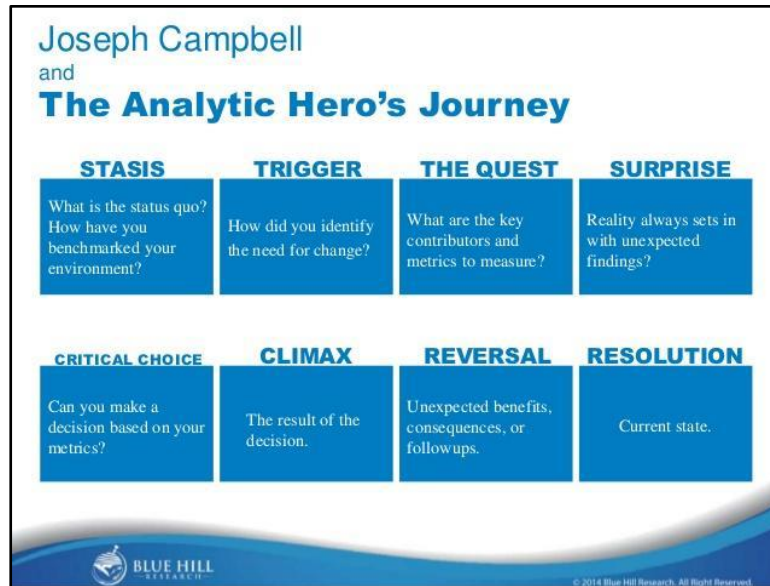 Joseph Campbell
and
The Analytic Hero's Journey
STASIS
What is the status quo?
How have you
benchmarked your
environment?
TRIGGER
How did you identify
the need for change?
THE QUEST
What are the key
contributors and
metrics to measure?
SURPRISE
Reality always sets in
with unexpected
findings?
CRITICAL CHOICE
Can you make a
decision based on your
metrics?
CLIMAX
The result of the
decision.
REVERSAL
Unexpected benefits,
consequences, or
followups.
RESOLUTION
Current state.
BLUE HILL
RESEARCH
© 2014 Blue Hill Research. All Right Reserved.